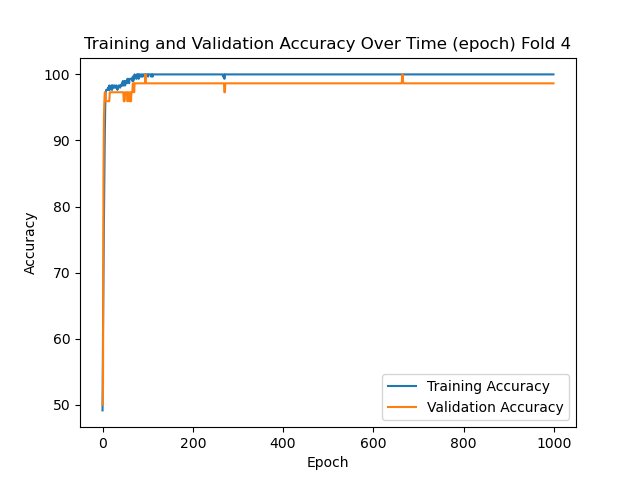 Training and Validation Accuracy Over Time (epoch) Fold 4
100
90
80
70
60
50
Accuracy
Training Accuracy
Validation Accuracy
0 200 400 600 800 1000
Epoch